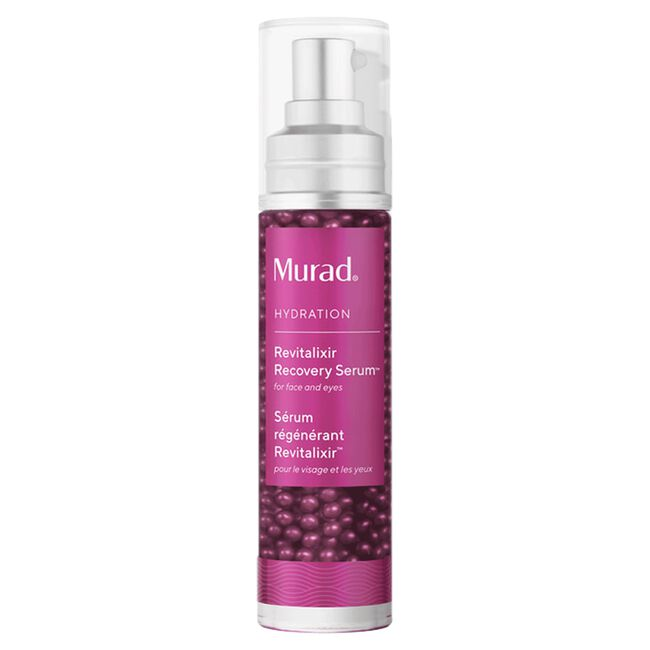 Murad®
HYDRATION
Revitalixir
Recovery Serum™
for face and eyes
Sérum
régénérant
Revitalixir™
pour le visage et les yeux